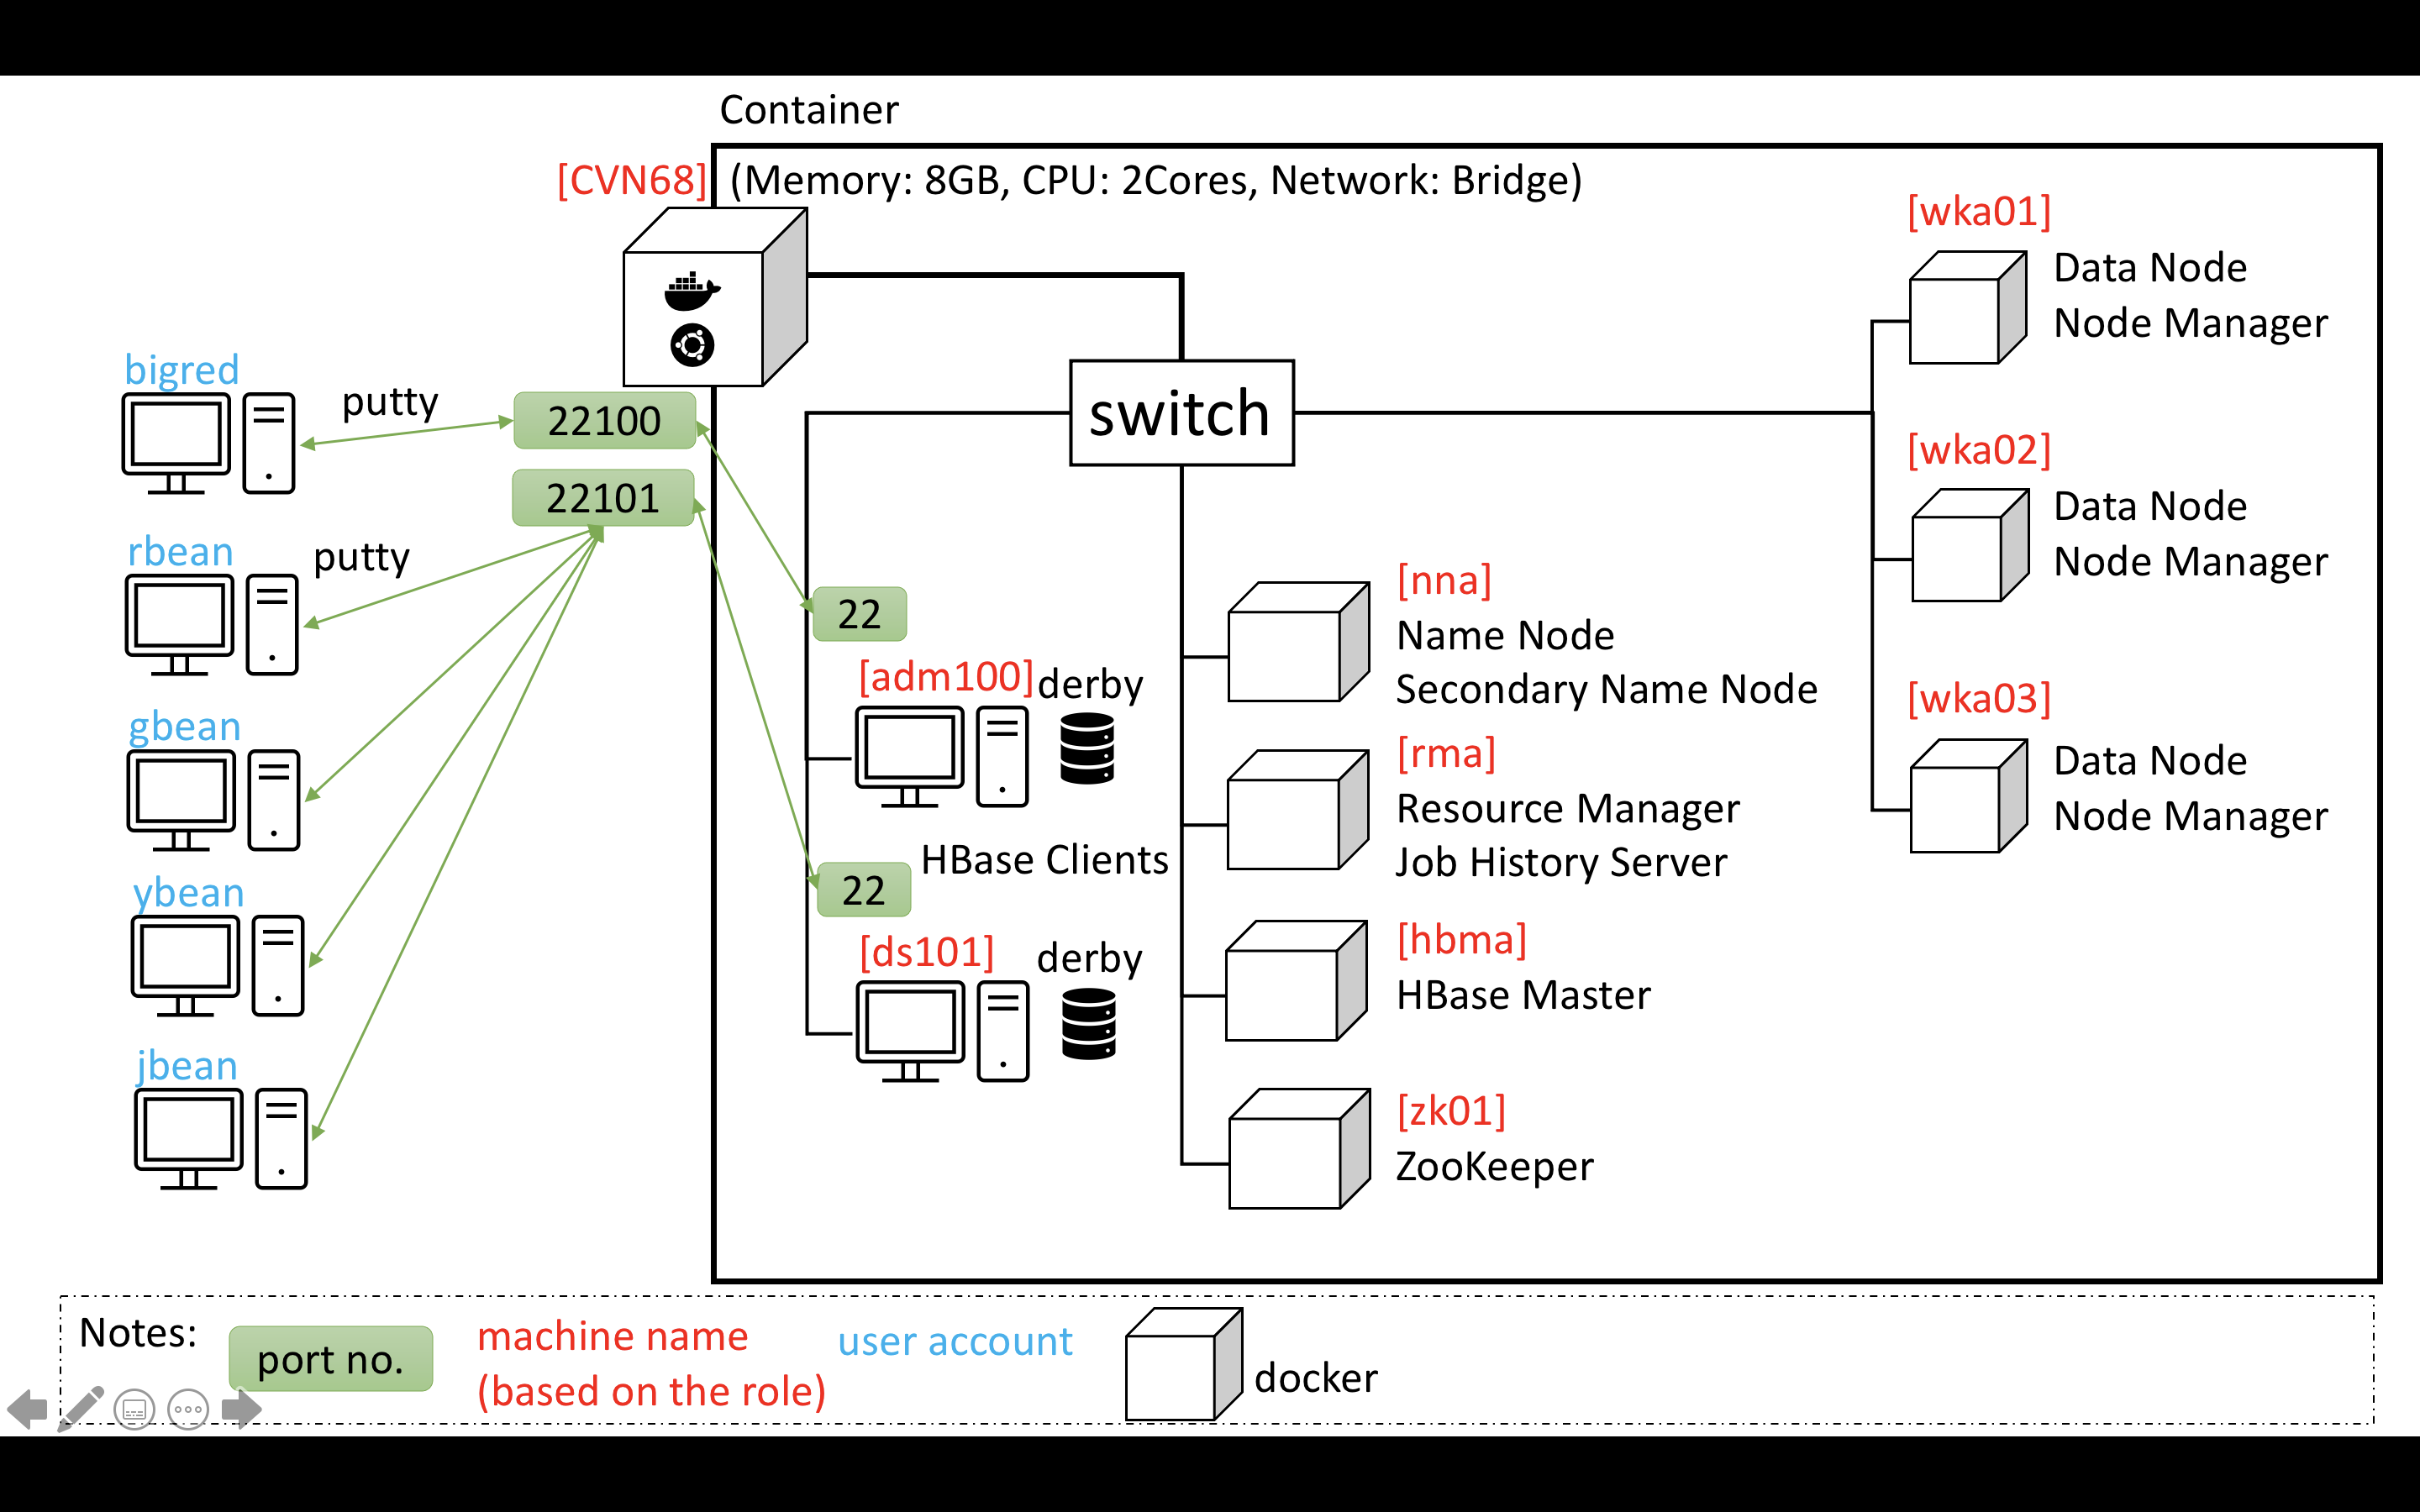 Container
[CVN68]
(Memory: 8GB, CPU: 2Cores, Network: Bridge)
bigred
putty
22100
22101
rbean
putty
gbean
ybean
jbean
switch
22
[adm100]
derby
HBase Clients
22
[ds101]
derby
[nna]
Name Node
Secondary Name Node
[rma]
Resource Manager
Job History Server
[hbma]
HBase Master
[zk01]
ZooKeeper
[wka01]
Data Node
Node Manager
[wka02]
Data Node
Node Manager
[wka03]
Data Node
Node Manager
Notes:
port no.
machine name
(based on the role)
user account
docker